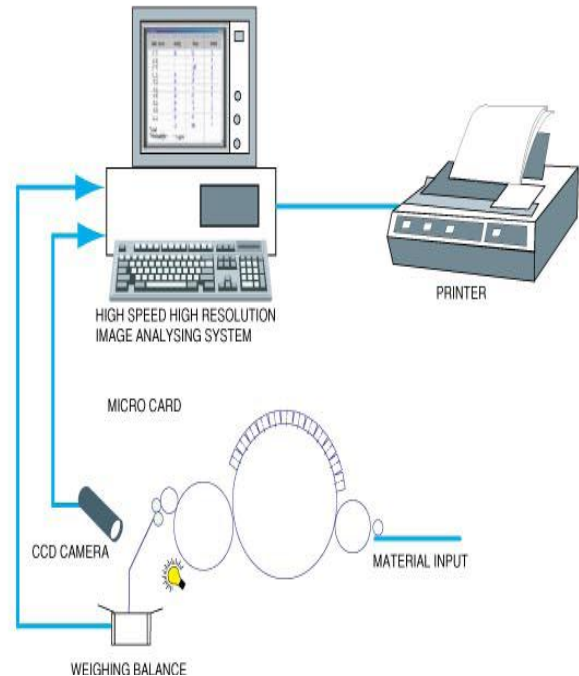 HIGH SPEED HIGH RESOLUTION
IMAGE ANALYSING SYSTEM
PRINTER
MICRO CARD
CCD CAMERA
MATERIAL INPUT
WEIGHING BALANCE